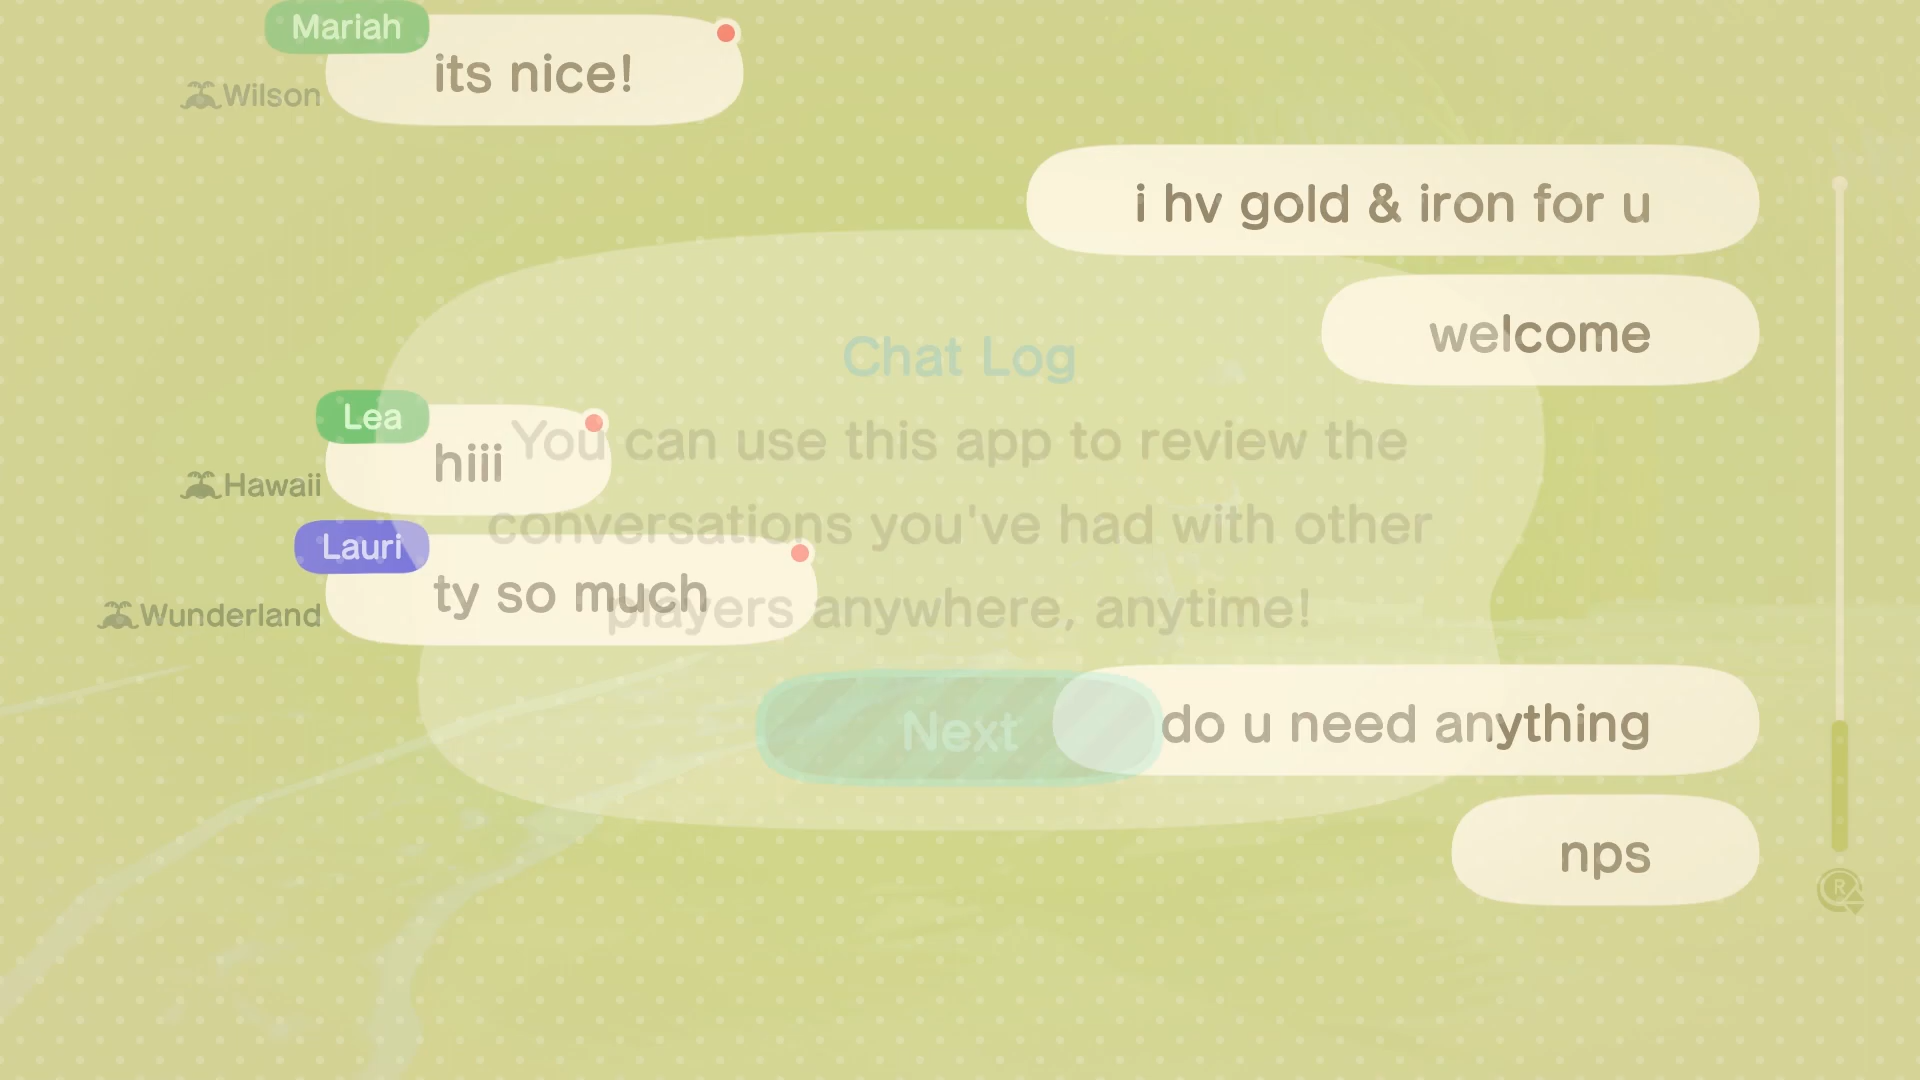 Mariah
its nice!
Wilson
i hv gold & iron for u
welcome
Chat Log
You can use this app to review the
conversations you've had with other
players anywhere, anytime!
Next
Lea
hiii
Hawaii
Lauri
ty so much
Wunderland
do u need anything
nps
R